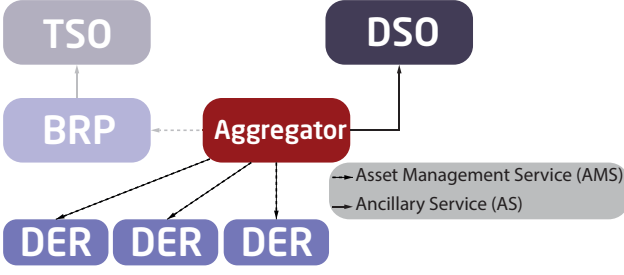 TSO
DSO
BRP
Aggregator
Asset Management Service (AMS)
Ancillary Service (AS)
DER
DER
DER